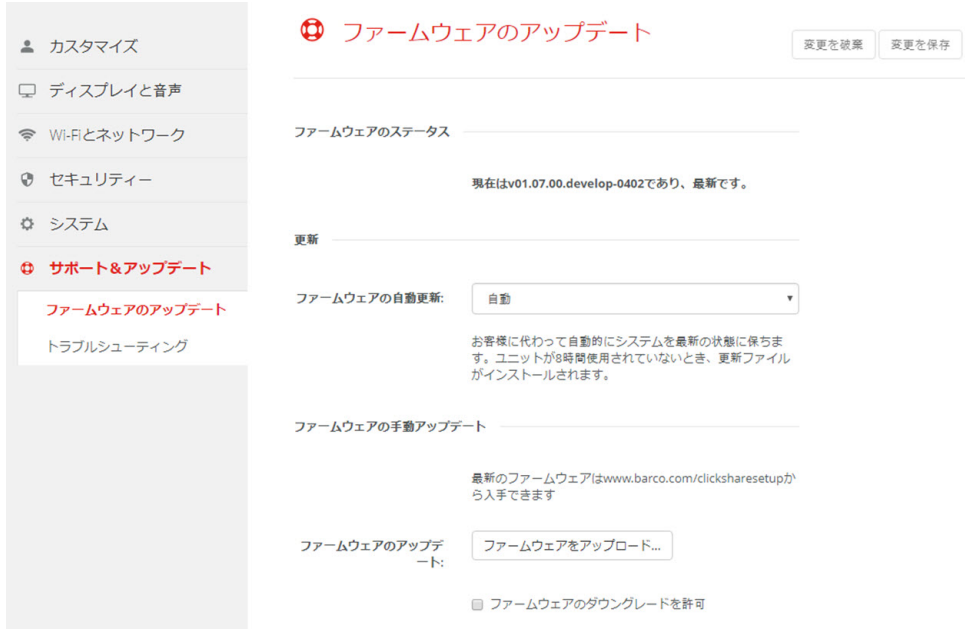 カスタマイズ
ディスプレイと音声
Wi-Fiとネットワーク
セキュリティー
システム
サポート&アップデート
ファームウェアのアップデート
トラブルシューティング
ファームウェアのアップデート
変更を破棄
変更を保存
ファームウェアのステータス
現在はv01.07.00.develop-0402であり、最新です。
更新
ファームウェアの自動更新:
自動
お客様に代わって自動的にシステムを最新の状態に保ちま
す。ユニットが8時間使用されていないとき、更新ファイル
がインストールされます。
ファームウェアの手動アップデート
最新のファームウェアはwww.barco.com/clicksharesetupか
ら入手できます
ファームウェアのアップデ
ート:
ファームウェアをアップロード...
ファームウェアのダウングレードを許可